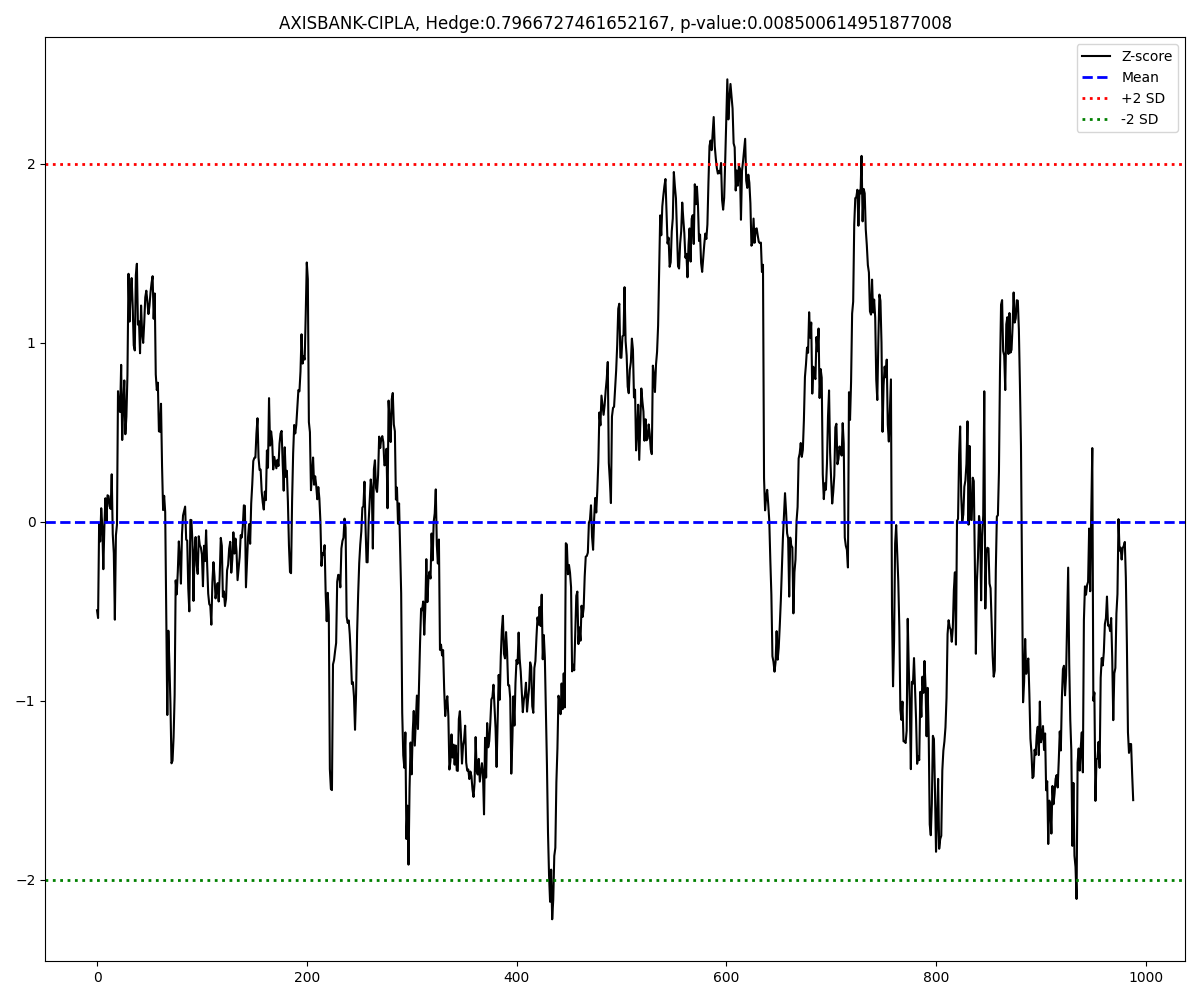 AXISBANK-CIPLA, Hedge:0.7966727461652167, p-value:0.008500614951877008
Z-score
Mean
+2 SD
-2 SD
2
1
0
−1
−2
0
200
400
600
800
1000